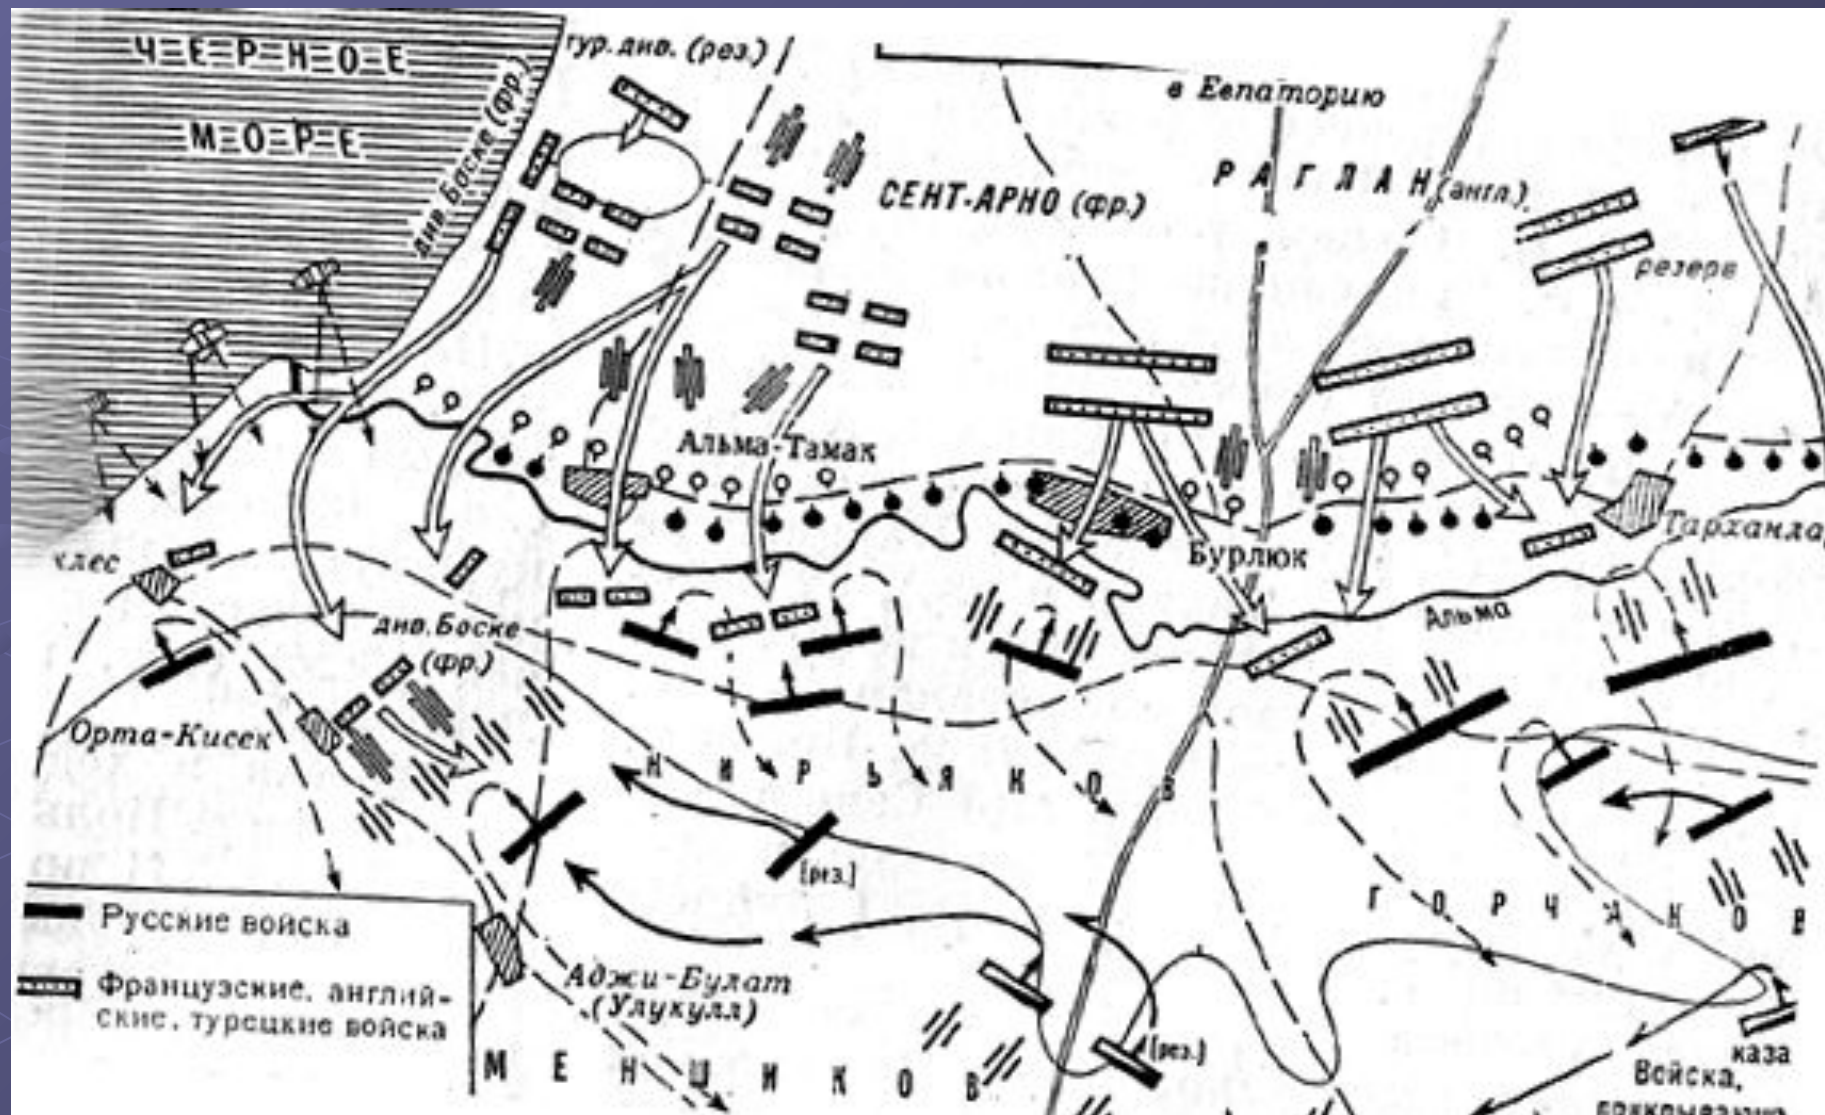 ЧЕРНОЕ
МОРЕ
див. Боске (фр.)
тур. див. (рез.)
в Евпаторию
СЕНТ-АРНО (фр.)
РАГЛАН (англ.)
резерв
Альма-Тамак
Бурлюк
Тарханла
Альма
клес
див. Боске
(фр.)
Орта-Кисек
КИРЬЯКОВ
[рез.]
ГОРЧАКОВ
Русские войска
Французские, англий-
ские, турецкие войска
Аджи-Булат
(Улукулл)
МЕНШИКОВ
[рез.]
каза
Войска,